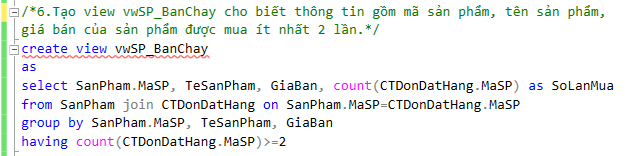 /*6.Tạo view vwSP_BanChay cho biết thông tin gồm mã sản phẩm, tên sản phẩm,
giá bán của sản phẩm được mua ít nhất 2 lần.*/
create view vwSP_BanChay
as
select SanPham.MaSP, TeSanPham, GiaBan, count(CTDonDatHang.MaSP) as SoLanMua
from SanPham join CTDonDatHang on SanPham.MaSP=CTDonDatHang.MaSP
group by SanPham.MaSP, TeSanPham, GiaBan
having count(CTDonDatHang.MaSP)>=2